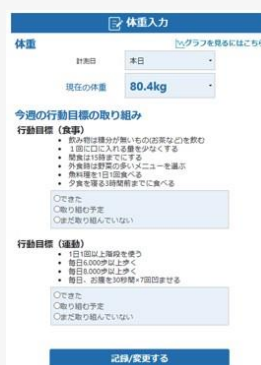 体重入力
体重
グラフを見るにはこちら
計測日 本日
現在の体重 80.4kg
今週の行動目標の取り組み
行動目標（食事）
• 飲み物は糖分が無いもの(お茶など)を飲む
• 1回に口に入れる量を少なくする
• 間食は15時までにする
• 外食時は野菜の多いメニューを選ぶ
• 魚料理を1日1回食べる
• 夕食を寝る3時間前までに食べる
○できた
○取り組む予定
○まだ取り組んでいない
行動目標（運動）
• 1日1回以上階段を使う
• 毎日6,000歩以上歩く
• 毎日8,000歩以上歩く
• 毎日、お腹を30秒間×7回凹ませる
○できた
○取り組む予定
○まだ取り組んでいない
記録/変更する